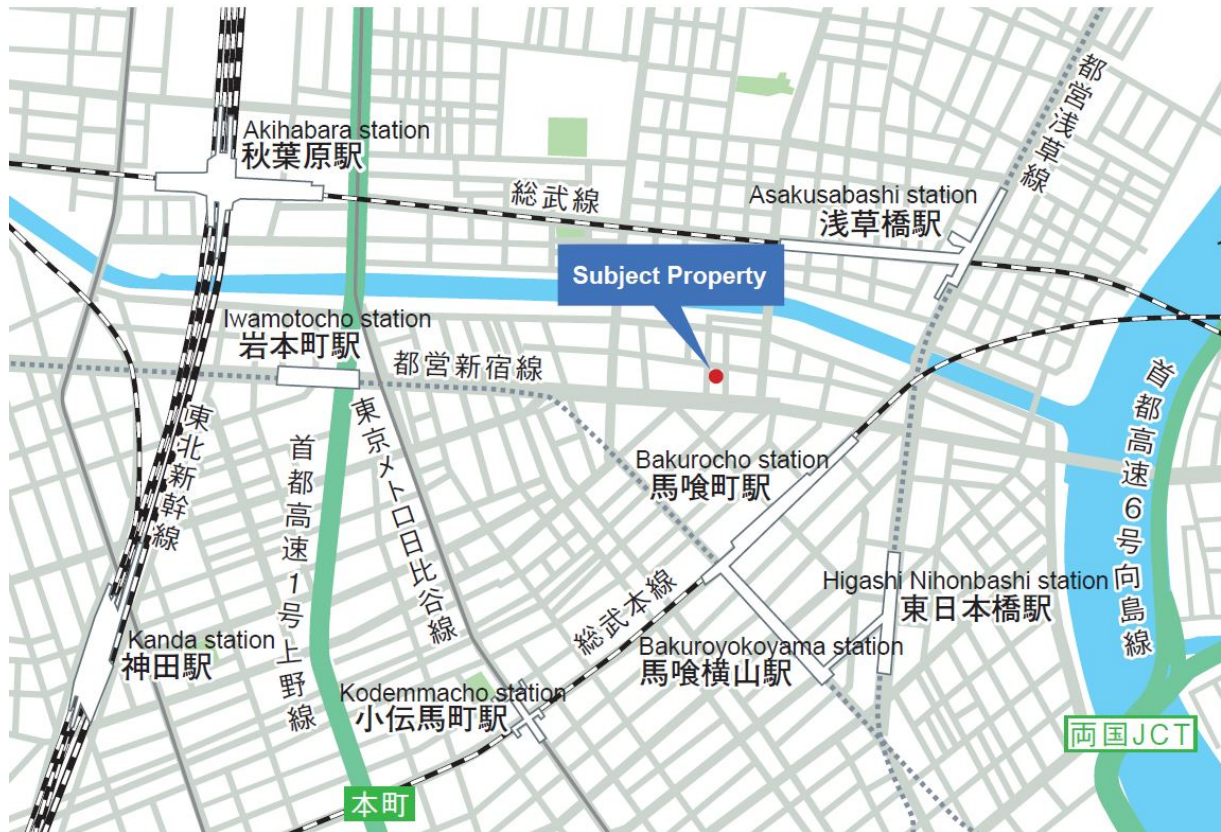 Akihabara station
秋葉原駅
総武線
Asakusabashi station
浅草橋駅
都営浅草線
Subject Property
Iwamotocho station
岩本町駅
都営新宿線
東北新幹線
首都高速1号上野線
東京メトロ日比谷線
Bakurocho station
馬喰町駅
首都高速6号向島線
Higashi Nihonbashi station
東日本橋駅
総武本線
Kanda station
神田駅
Bakuroyokoyama station
馬喰横山駅
Kodemmacho station
小伝馬町駅
両国JCT
本町